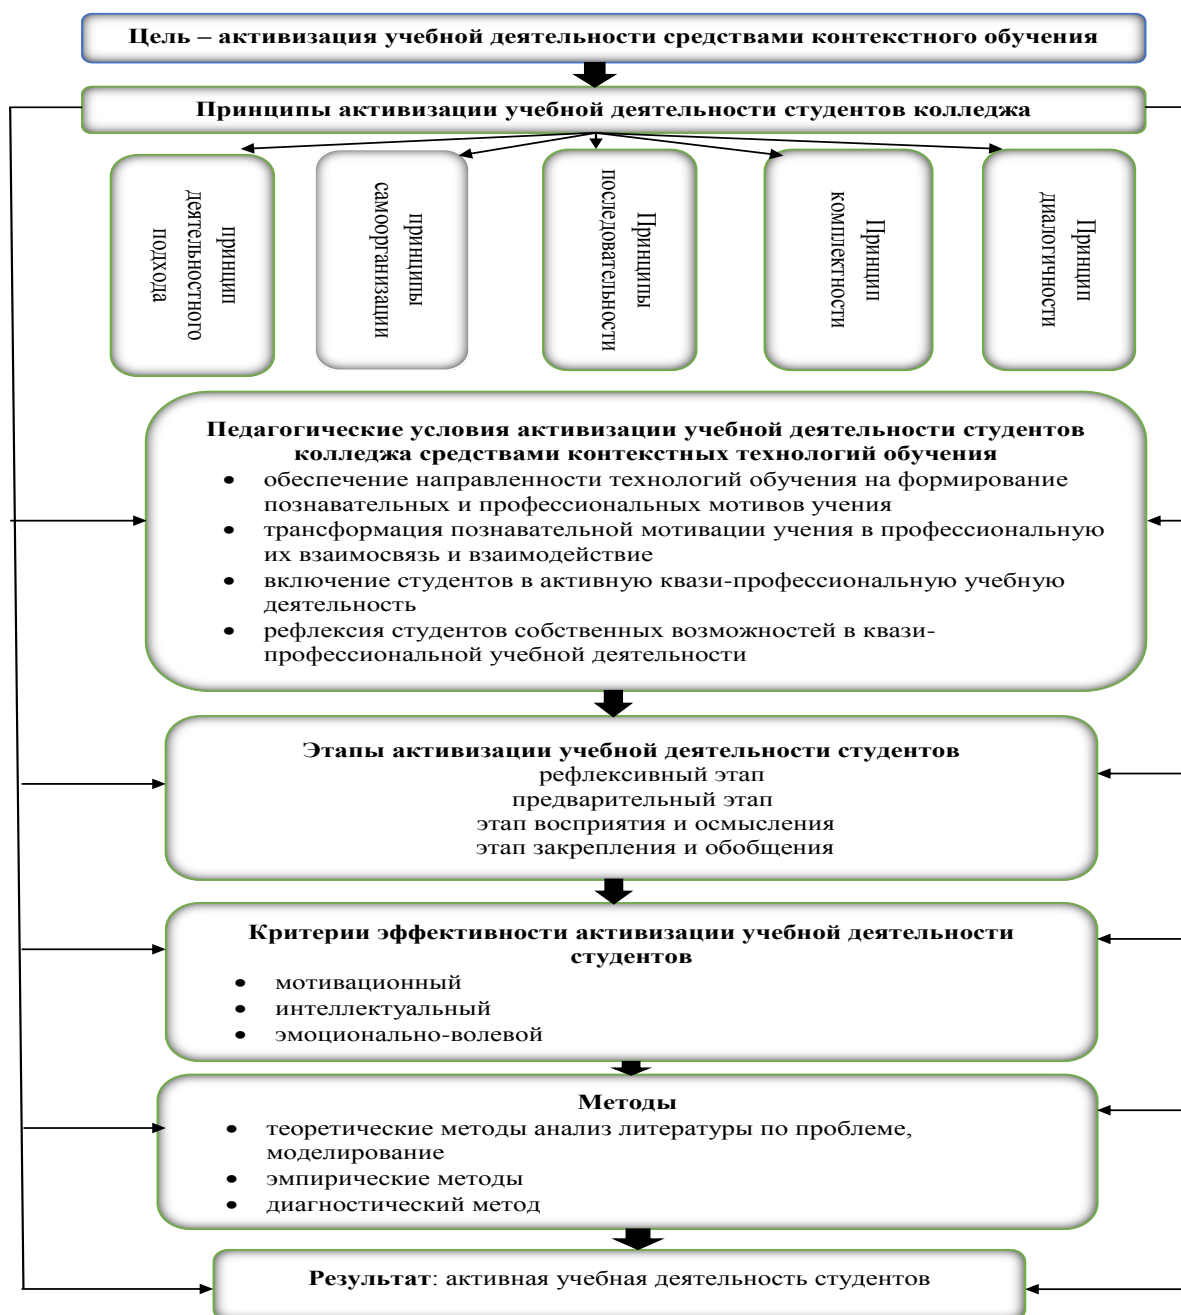 Цель – активизация учебной деятельности средствами контекстного обучения
Принципы активизации учебной деятельности студентов колледжа
принцип
деятельностного
подхода
принципы
самоорганизации
Принципы
последовательности
Принцип
комплектности
Принцип
диалогичности
Педагогические условия активизации учебной деятельности студентов
колледжа средствами контекстных технологий обучения
• обеспечение направленности технологий обучения на формирование
познавательных и профессиональных мотивов учения
• трансформация познавательной мотивации учения в профессиональную
их взаимосвязь и взаимодействие
• включение студентов в активную квази-профессиональную учебную
деятельность
• рефлексия студентов собственных возможностей в квази-
профессиональной учебной деятельности
Этапы активизации учебной деятельности студентов
рефлексивный этап
предварительный этап
этап восприятия и осмысления
этап закрепления и обобщения
Критерии эффективности активизации учебной деятельности
студентов
• мотивационный
• интеллектуальный
• эмоционально-волевой
Методы
• теоретические методы анализ литературы по проблеме,
моделирование
• эмпирические методы
• диагностический метод
Результат: активная учебная деятельность студентов